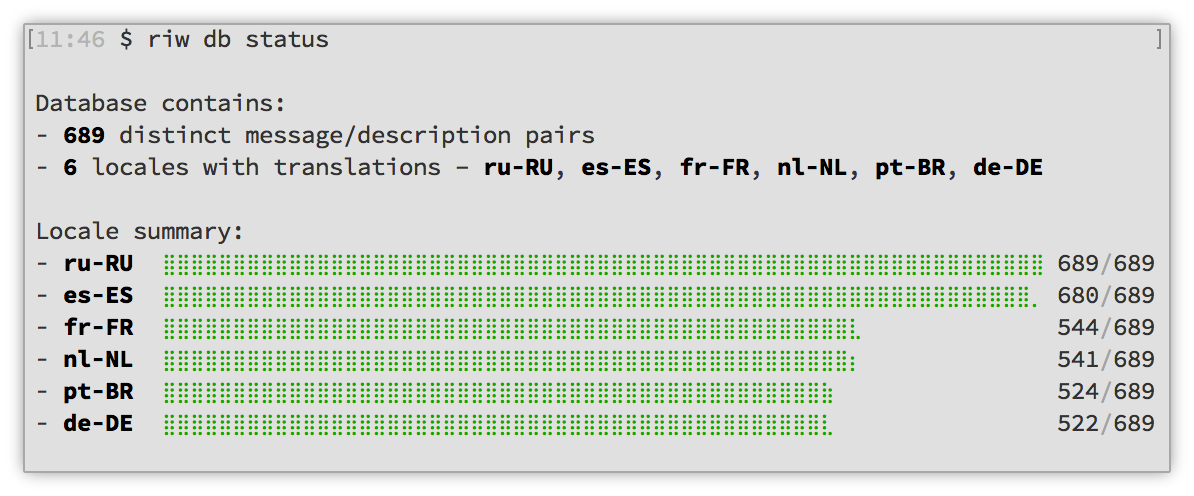 [11:46 $ riw db status ]
Database contains:
- 689 distinct message/description pairs
- 6 locales with translations – ru-RU, es-ES, fr-FR, nl-NL, pt-BR, de-DE
Locale summary:
- ru-RU 689/689
- es-ES 680/689
- fr-FR 544/689
- nl-NL 541/689
- pt-BR 524/689
- de-DE 522/689